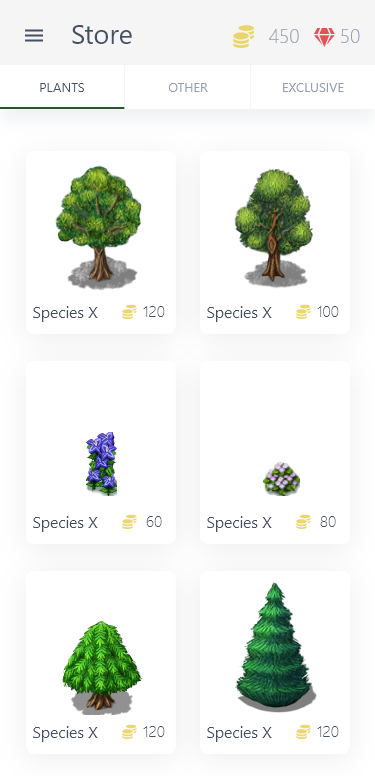 Store 450 50
PLANTS OTHER EXCLUSIVE
Species X 120 Species X 100
Species X 60 Species X 80
Species X 120 Species X 120